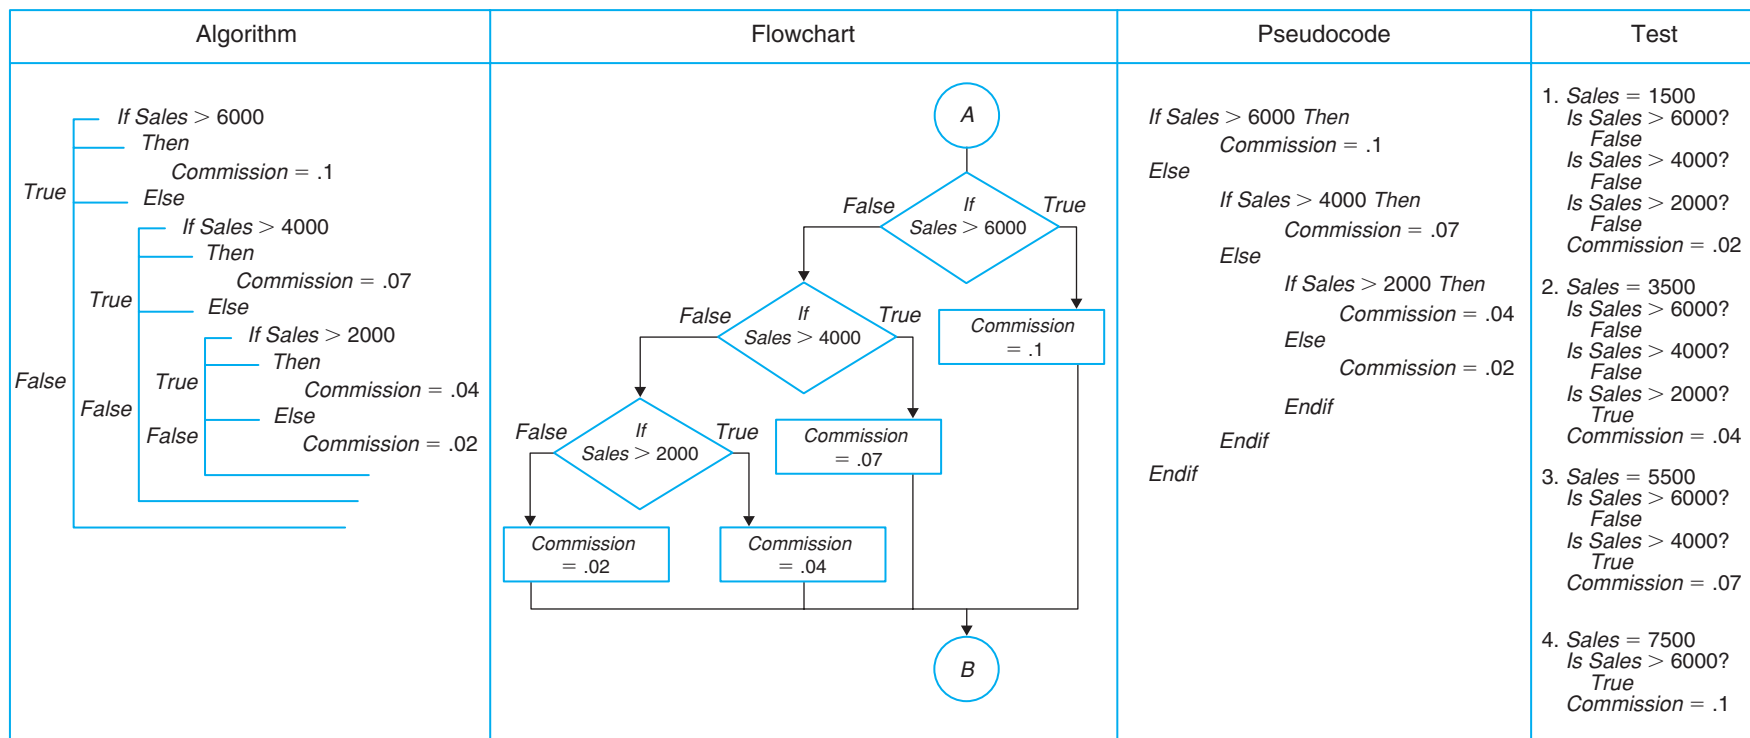 Algorithm
If Sales > 6000
Then
Commission = .1
True
Else
If Sales > 4000
Then
Commission = .07
True
Else
If Sales > 2000
Then
False
True
Commission = .04
False
Else
False
Commission = .02
Flowchart
A
False
If
Sales > 6000
True
False
If
Sales > 4000
True
Commission
= .1
False
If
Sales > 2000
True
Commission
= .07
Commission
= .02
Commission
= .04
B
Pseudocode
If Sales > 6000 Then
Commission = .1
Else
If Sales > 4000 Then
Commission = .07
Else
If Sales > 2000 Then
Commission = .04
Else
Commission = .02
Endif
Endif
Endif
Test
1. Sales = 1500
Is Sales > 6000?
False
Is Sales > 4000?
False
Is Sales > 2000?
False
Commission = .02
2. Sales = 3500
Is Sales > 6000?
False
Is Sales > 4000?
False
Is Sales > 2000?
True
Commission = .04
3. Sales = 5500
Is Sales > 6000?
False
Is Sales > 4000?
True
Commission = .07
4. Sales = 7500
Is Sales > 6000?
True
Commission = .1